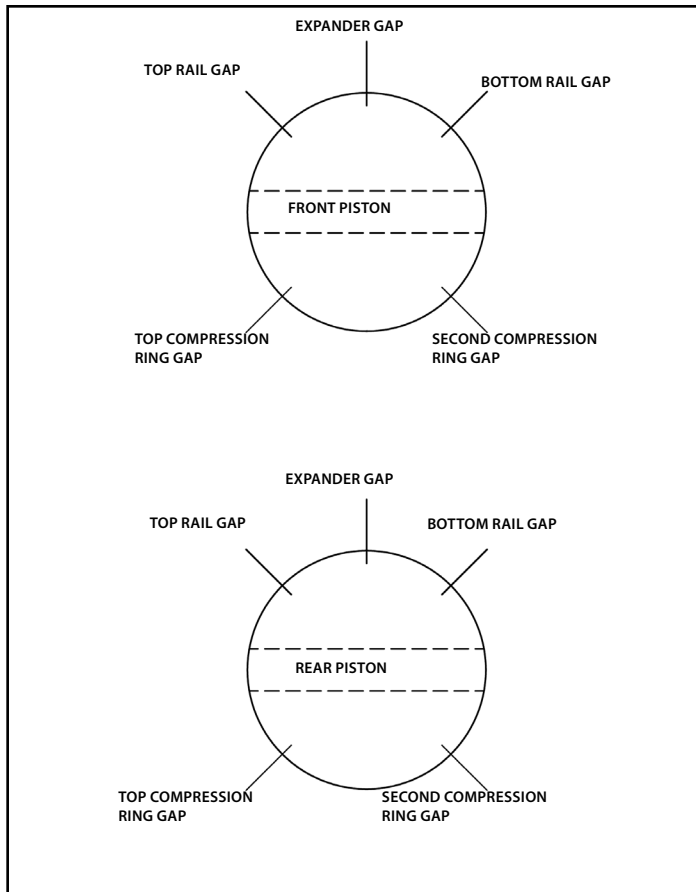 EXPANDER GAP
TOP RAIL GAP
BOTTOM RAIL GAP
FRONT PISTON
TOP COMPRESSION
RING GAP
SECOND COMPRESSION
RING GAP
EXPANDER GAP
TOP RAIL GAP
BOTTOM RAIL GAP
REAR PISTON
TOP COMPRESSION
RING GAP
SECOND COMPRESSION
RING GAP